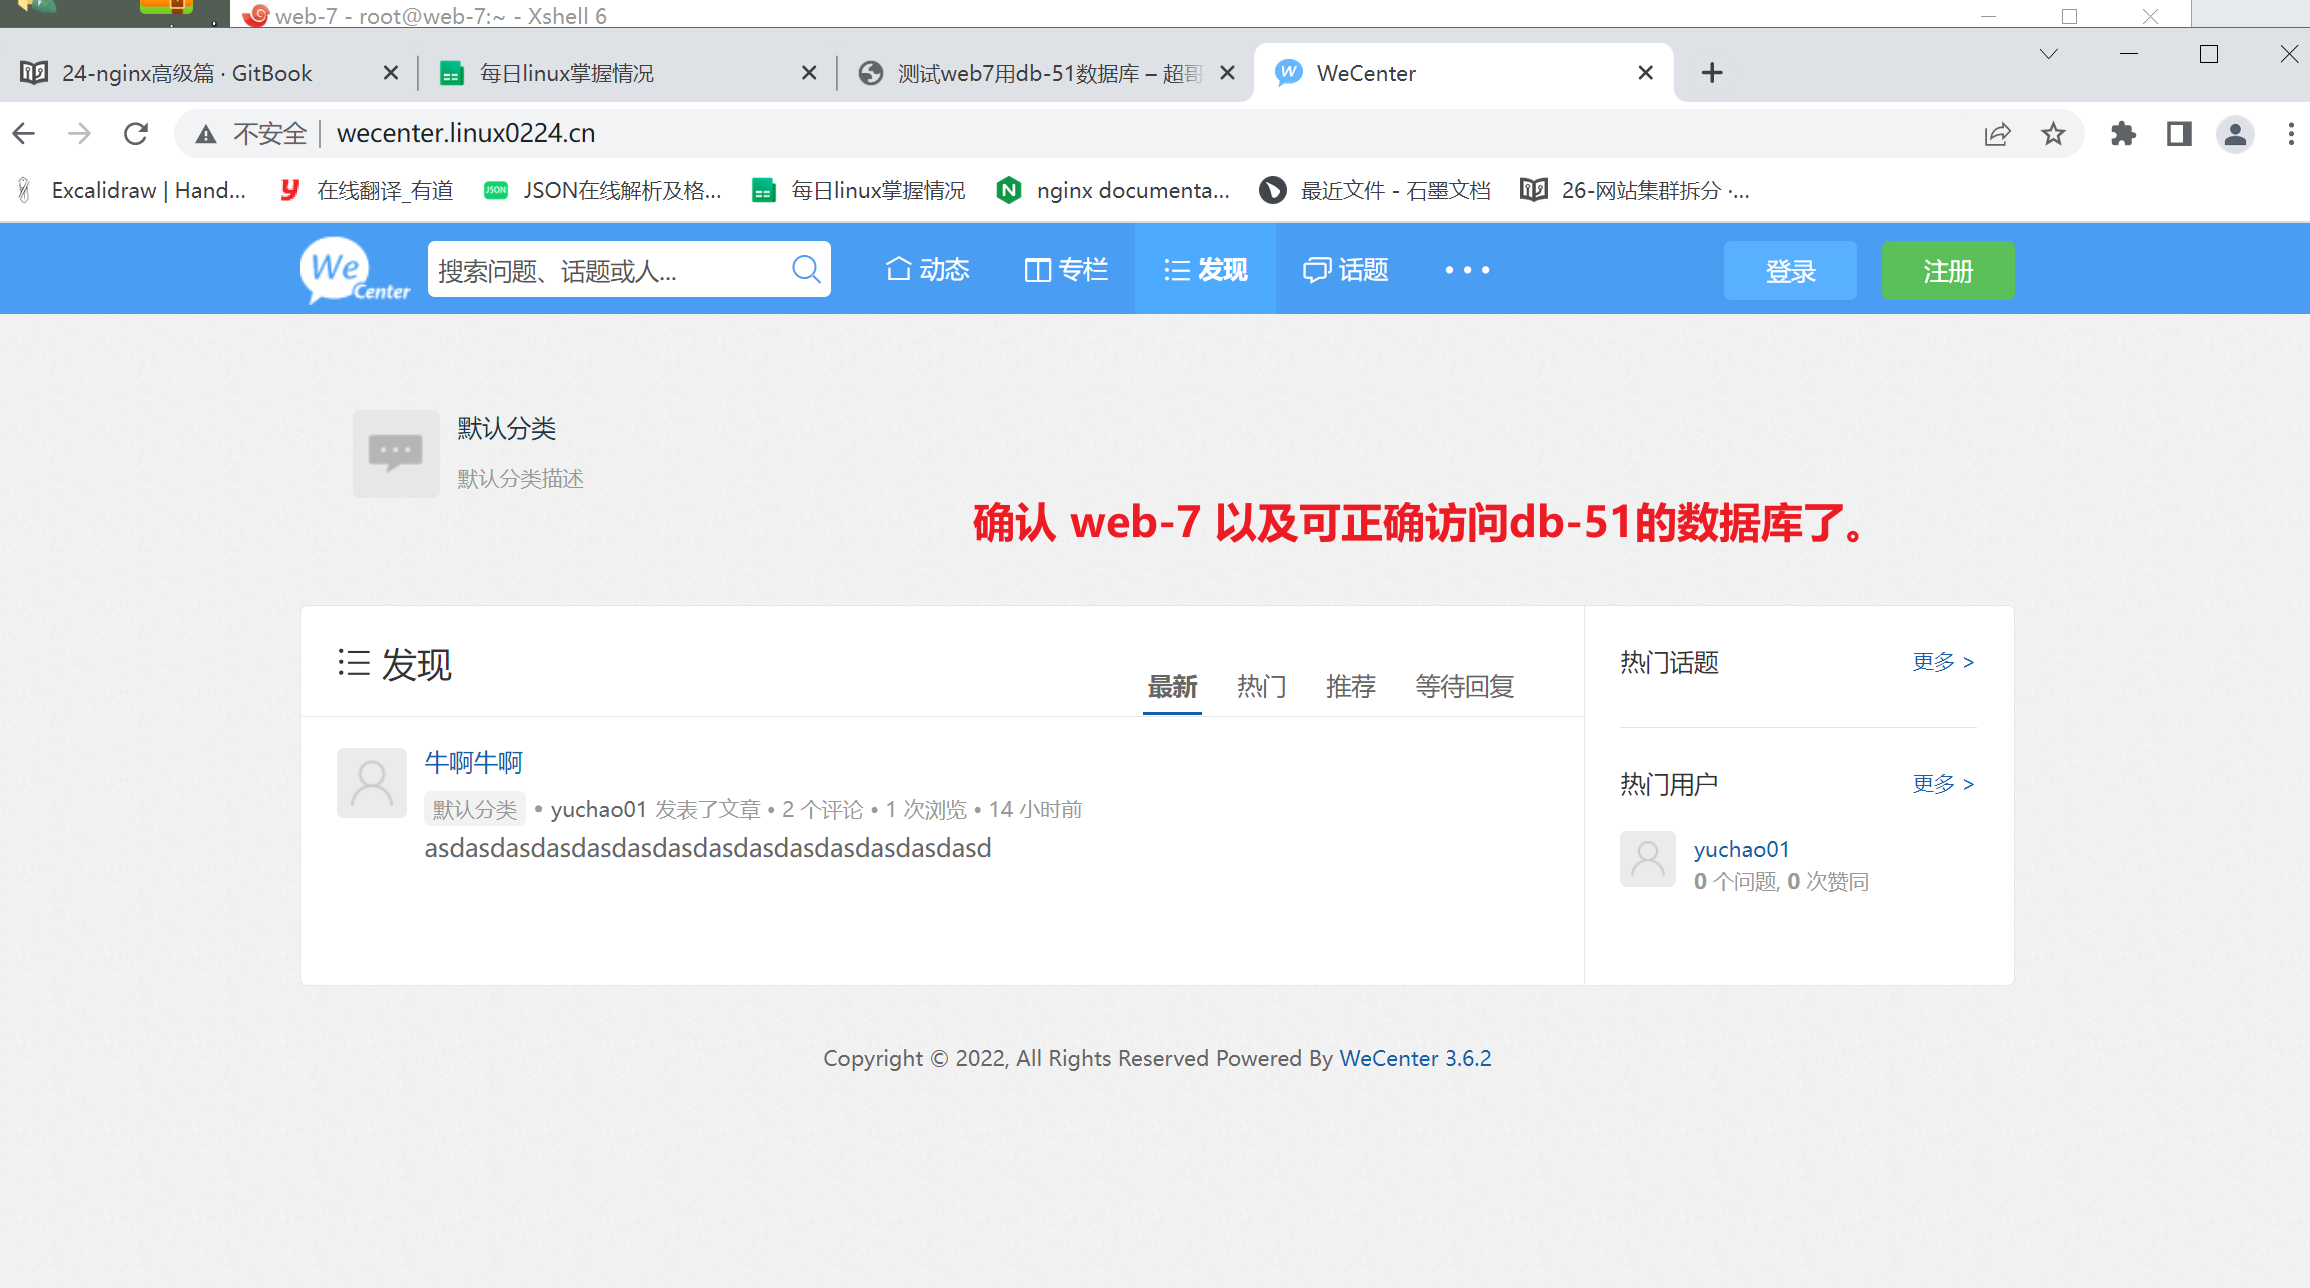 web-7 - root@web-7:~ - Xshell 6
24-nginx高级篇 · GitBook
每日linux掌握情况
测试web7用db-51数据库 – 超哥
WeCenter
不安全 | wecenter.linux0224.cn
Excalidraw | Hand...
在线翻译_有道
JSON在线解析及格...
每日linux掌握情况
nginx documenta...
最近文件 - 石墨文档
26-网站集群拆分 ·...
We Center
搜索问题、话题或人...
动态
专栏
发现
话题
登录
注册
默认分类
默认分类描述
确认 web-7 以及可正确访问db-51的数据库了。
发现
最新 热门 推荐 等待回复
牛啊牛啊
默认分类 • yuchao01 发表了文章 • 2 个评论 • 1 次浏览 • 14 小时前
asdasdasdasdasdasdasdasdasdasdasdasdasdasd
热门话题 更多 >
热门用户 更多 >
yuchao01
0 个问题, 0 次赞同
Copyright © 2022, All Rights Reserved Powered By WeCenter 3.6.2